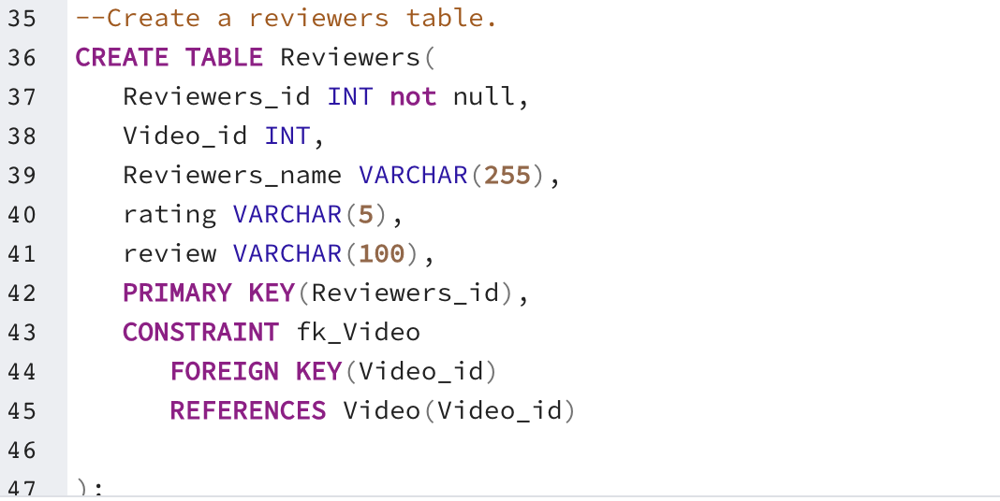 35 --Create a reviewers table.
36 CREATE TABLE Reviewers(
37 Reviewers_id INT not null,
38 Video_id INT,
39 Reviewers_name VARCHAR(255),
40 rating VARCHAR(5),
41 review VARCHAR(100),
42 PRIMARY KEY(Reviewers_id),
43 CONSTRAINT fk_Video
44 FOREIGN KEY(Video_id)
45 REFERENCES Video(Video_id)
46
47 );